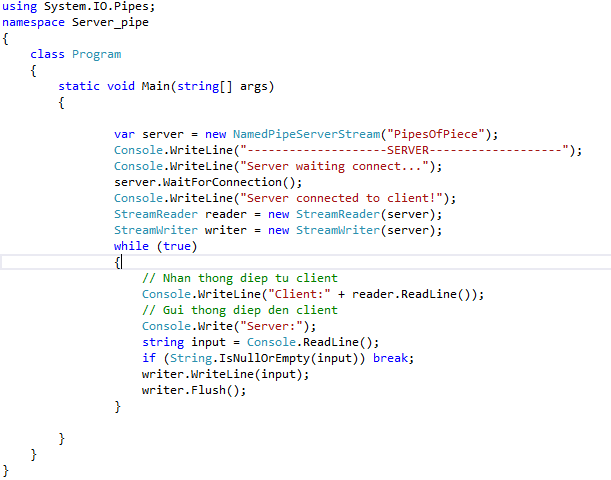 using System.IO.Pipes;
namespace Server_pipe
{
    class Program
    {
        static void Main(string[] args)
        {

                var server = new NamedPipeServerStream("PipesOfPiece");
                Console.WriteLine("--------------------SERVER-------------------");
                Console.WriteLine("Server waiting connect...");
                server.WaitForConnection();
                Console.WriteLine("Server connected to client!");
                StreamReader reader = new StreamReader(server);
                StreamWriter writer = new StreamWriter(server);
                while (true)
                {
                    // Nhan thong diep tu client
                    Console.WriteLine("Client:" + reader.ReadLine());
                    // Gui thong diep den client
                    Console.Write("Server:");
                    string input = Console.ReadLine();
                    if (String.IsNullOrEmpty(input)) break;
                    writer.WriteLine(input);
                    writer.Flush();
                }

        }
    }
}